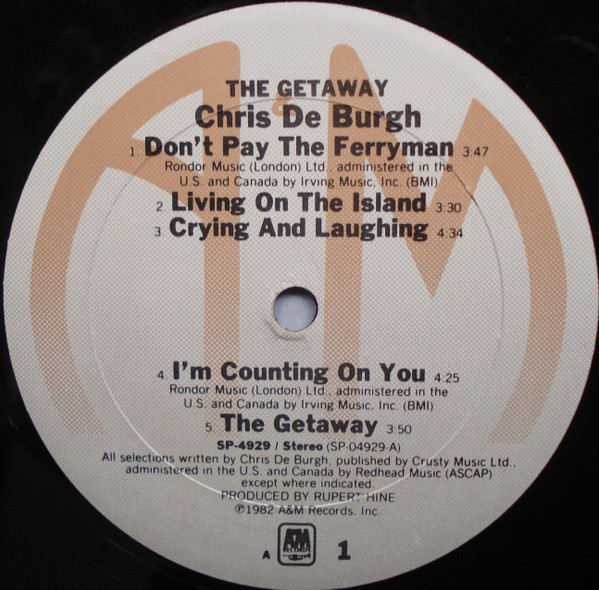 THE GETAWAY
Chris De Burgh
1. Don't Pay The Ferryman 3:47
Rondor Music (London) Ltd., administered in the
U.S. and Canada by Irving Music, Inc. (BMI)
2. Living On The Island 3:30
3. Crying And Laughing 4:34
4. I'm Counting On You 4:25
Rondor Music (London) Ltd., administered in the
U.S. and Canada by Irving Music, Inc. (BMI)
5. The Getaway 3:50
SP-4929 / Stereo (SP-04929-A)
All selections written by Chris De Burgh, published by Crusty Music Ltd.,
administered in the U.S. and Canada by Redhead Music (ASCAP)
except where indicated.
PRODUCED BY RUPERT HINE
℗1982 A&M Records, Inc.
A A&M RECORDS 1